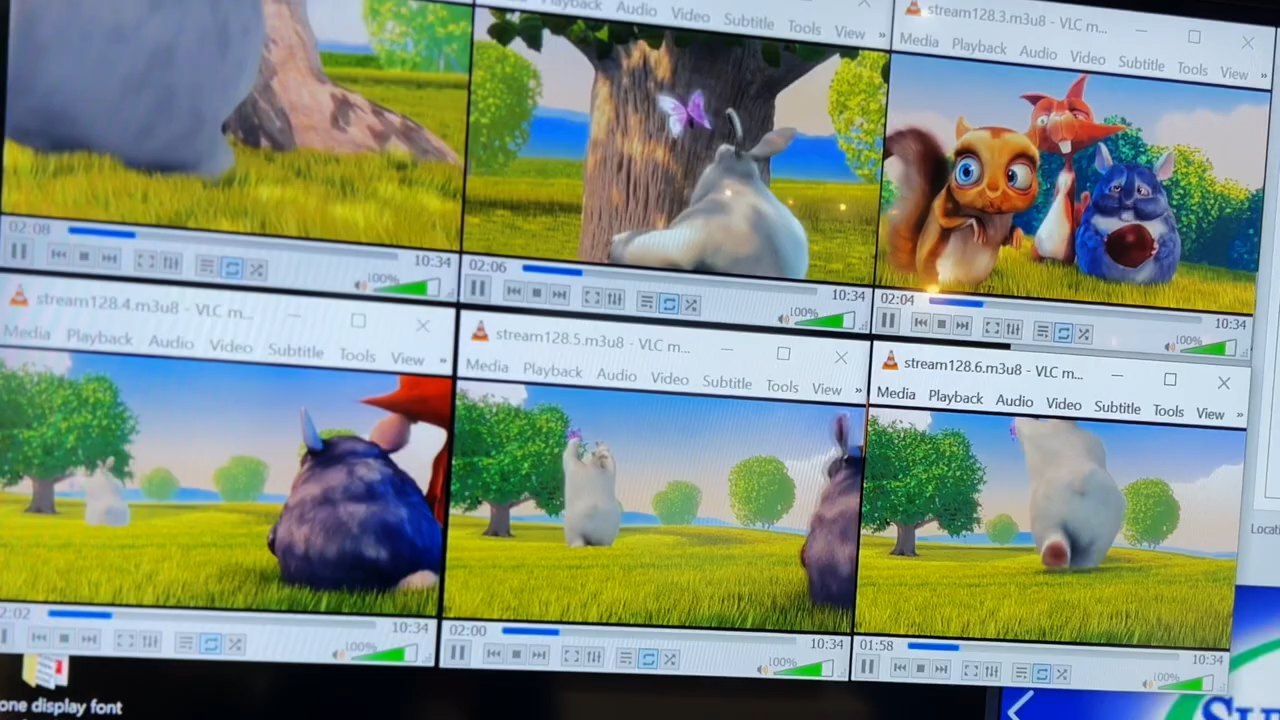 Playback Audio Video Subtitle Tools View »
stream128.3.m3u8 - VLC m...
Media Playback Audio Video Subtitle Tools View »
02:08
10:34
100%
02:06
10:34
100%
02:04
10:34
100%
stream128.4.m3u8 - VLC m...
Media Playback Audio Video Subtitle Tools View »
stream128.5.m3u8 - VLC m...
Media Playback Audio Video Subtitle Tools View »
stream128.6.m3u8 - VLC m...
Media Playback Audio Video Subtitle Tools View »
Locati
2:02
10:34
100%
02:00
10:34
100%
01:58
10:34
100%
one display font